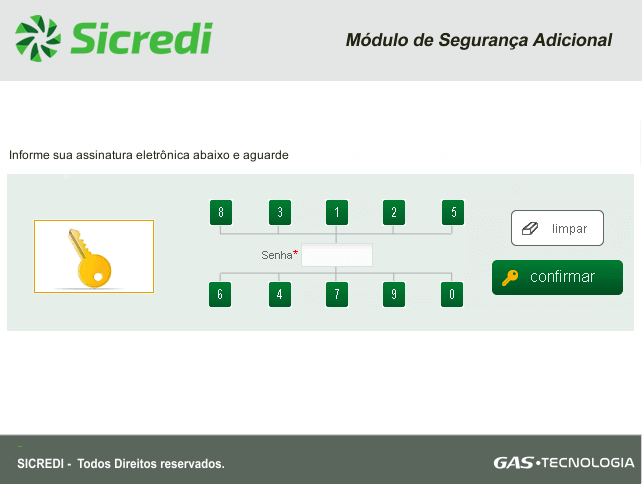 Sicredi
Módulo de Segurança Adicional
Informe sua assinatura eletrônica abaixo e aguarde
8 3 1 2 5
Senha*
6 4 7 9 0
limpar
confirmar
SICREDI - Todos Direitos reservados.
GAS•TECNOLOGIA